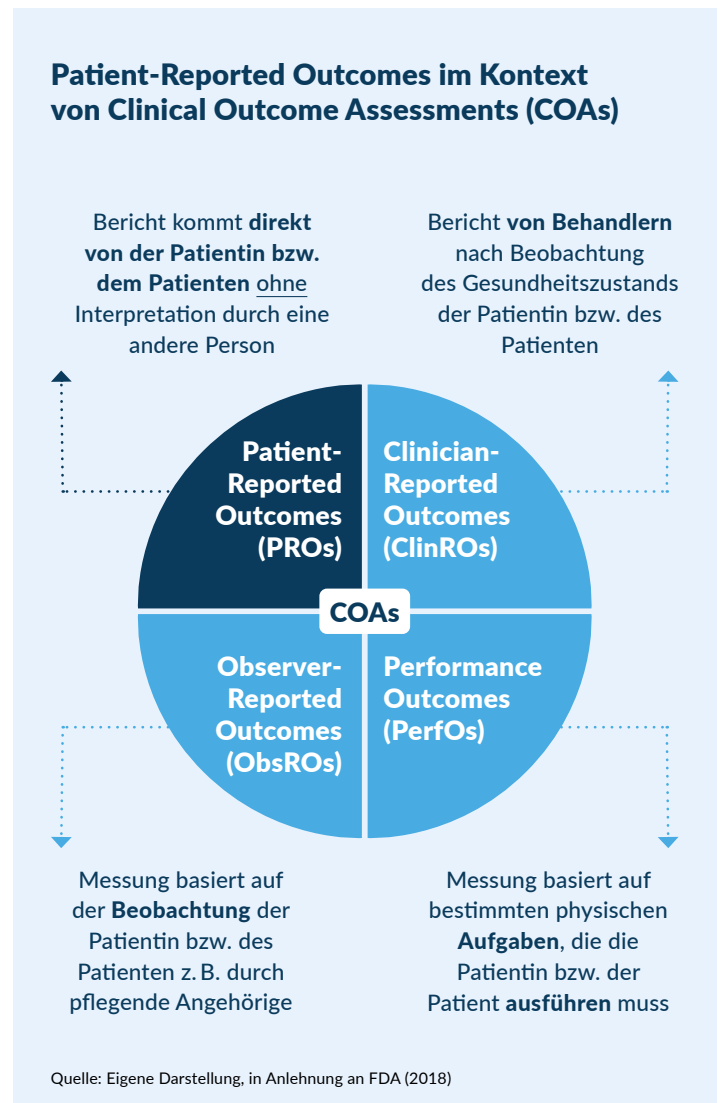 Patient-Reported Outcomes im Kontext
von Clinical Outcome Assessments (COAs)
Bericht kommt direkt
von der Patientin bzw.
dem Patienten ohne
Interpretation durch eine
andere Person
Bericht von Behandlern
nach Beobachtung
des Gesundheitszustands
der Patientin bzw. des
Patienten
Patient-
Reported
Outcomes
(PROs)
Clinician-
Reported
Outcomes
(ClinROs)
COAs
Observer-
Reported
Outcomes
(ObsROs)
Performance
Outcomes
(PerfOs)
Messung basiert auf
der Beobachtung der
Patientin bzw. des
Patienten z. B. durch
pflegende Angehörige
Messung basiert auf
bestimmten physischen
Aufgaben, die die
Patientin bzw. der
Patient ausführen muss
Quelle: Eigene Darstellung, in Anlehnung an FDA (2018)